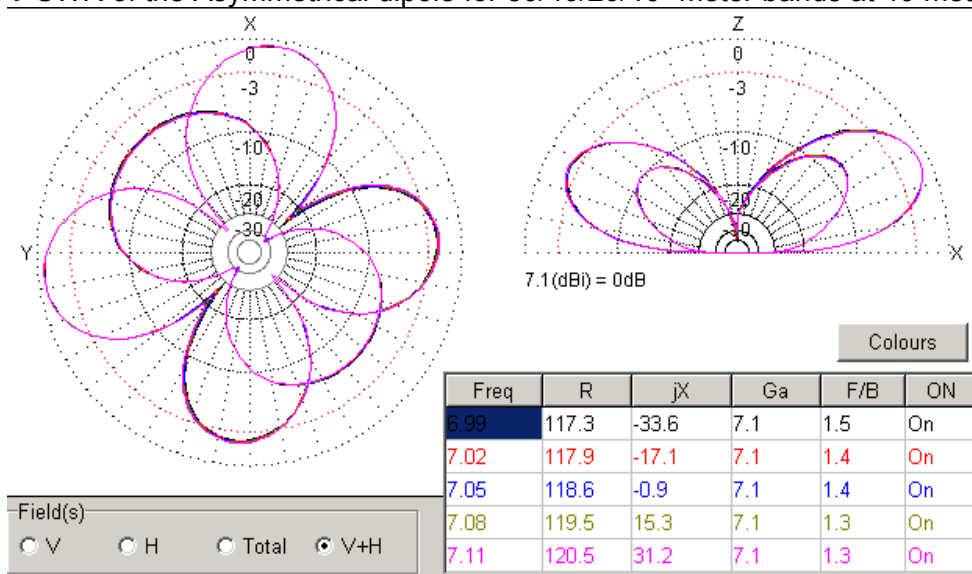 X
0
-3
-10
-20
-30
Y
Z
0
-3
-10
-20
X
7.1(dBi) = 0dB
Colours
Freq R jX Ga F/B ON
6.99 117.3 -33.6 7.1 1.5 On
7.02 117.9 -17.1 7.1 1.4 On
7.05 118.6 -0.9 7.1 1.4 On
7.08 119.5 15.3 7.1 1.3 On
7.11 120.5 31.2 7.1 1.3 On
Field(s)
V H Total V+H